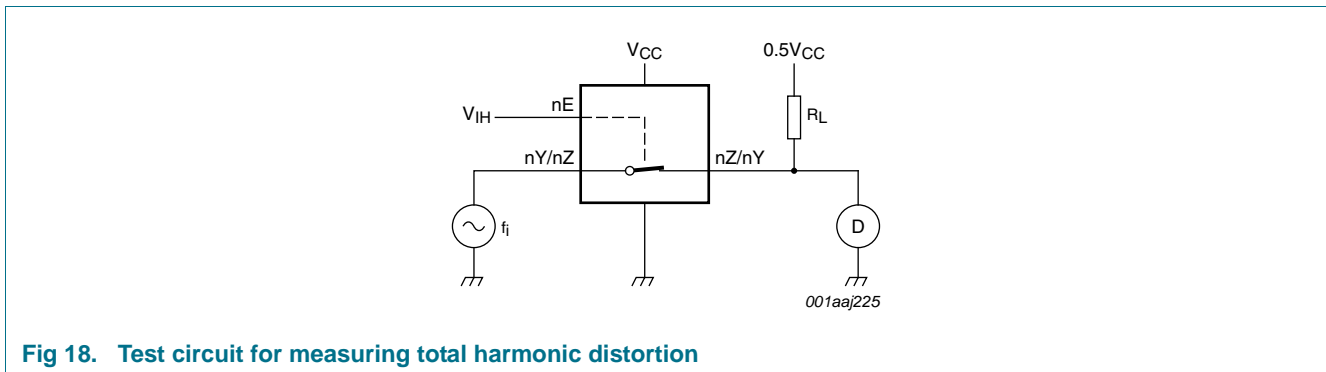 VCC
0.5VCC
nE
VIH
RL
nY/nZ
nZ/nY
fi
D
001aaj225
Fig 18. Test circuit for measuring total harmonic distortion